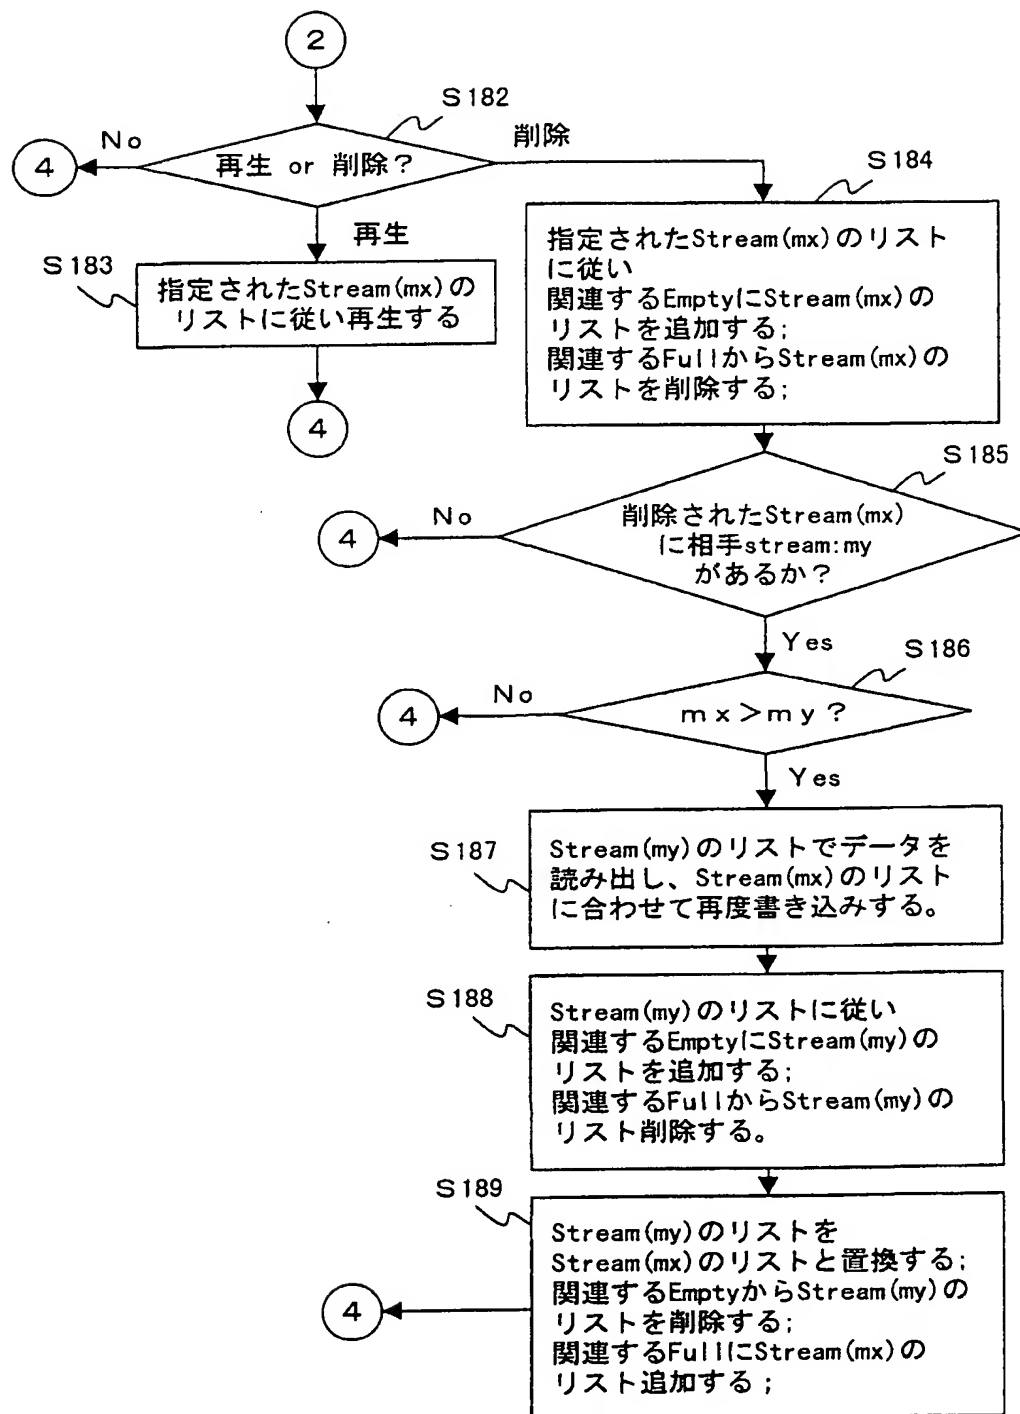 2
S182
No
削除
4
再生 or 削除？
S184
再生
S183
指定されたStream(mx)の
リストに従い再生する
指定されたStream(mx)のリスト
に従い
関連するEmptyにStream(mx)の
リストを追加する;
関連するFullからStream(mx)の
リストを削除する;
4
S185
No
4
削除されたStream(mx)
に相手stream:my
があるか？
Yes
S186
No
4
ｍｘ＞ｍｙ？
Yes
S187
Stream(my)のリストでデータを
読み出し、Stream(mx)のリスト
に合わせて再度書き込みする。
S188
Stream(my)のリストに従い
関連するEmptyにStream(my)の
リストを追加する;
関連するFullからStream(my)の
リスト削除する。
S189
Stream(my)のリストを
Stream(mx)のリストと置換する;
関連するEmptyからStream(my)の
リストを削除する;
関連するFullにStream(mx)の
リスト追加する;
4